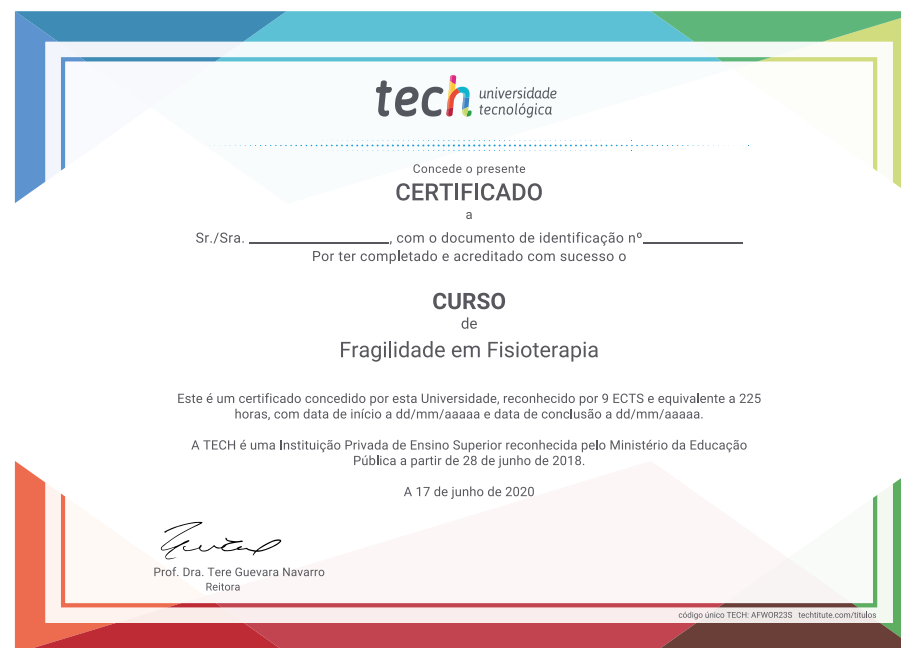 tech universidade
tecnológica
Concede o presente
CERTIFICADO
a
Sr./Sra. ____________________, com o documento de identificação nº______________
Por ter completado e acreditado com sucesso o
CURSO
de
Fragilidade em Fisioterapia
Este é um certificado concedido por esta Universidade, reconhecido por 9 ECTS e equivalente a 225
horas, com data de início a dd/mm/aaaaa e data de conclusão a dd/mm/aaaaa.
A TECH é uma Instituição Privada de Ensino Superior reconhecida pelo Ministério da Educação
Pública a partir de 28 de junho de 2018.
A 17 de junho de 2020
Prof. Dra. Tere Guevara Navarro
Reitora
código único TECH: AFWOR23S techtitute.com/titulos